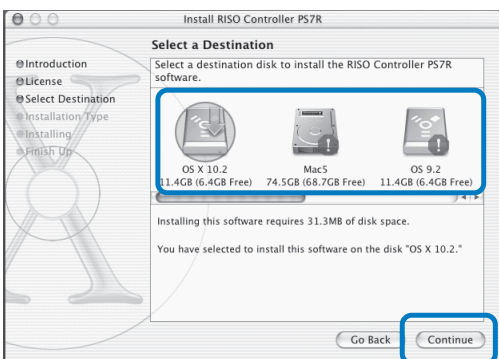 Install RISO Controller PS7R
Select a Destination
Introduction
License
Select Destination
Installation Type
Installing
Finish Up
Select a destination disk to install the RISO Controller PS7R
software.
OS X 10.2
11.4GB (6.4GB Free)
Mac5
74.5GB (68.7GB Free)
OS 9.2
11.4GB (6.4GB Free)
Installing this software requires 31.3MB of disk space.
You have selected to install this software on the disk "OS X 10.2."
Go Back
Continue